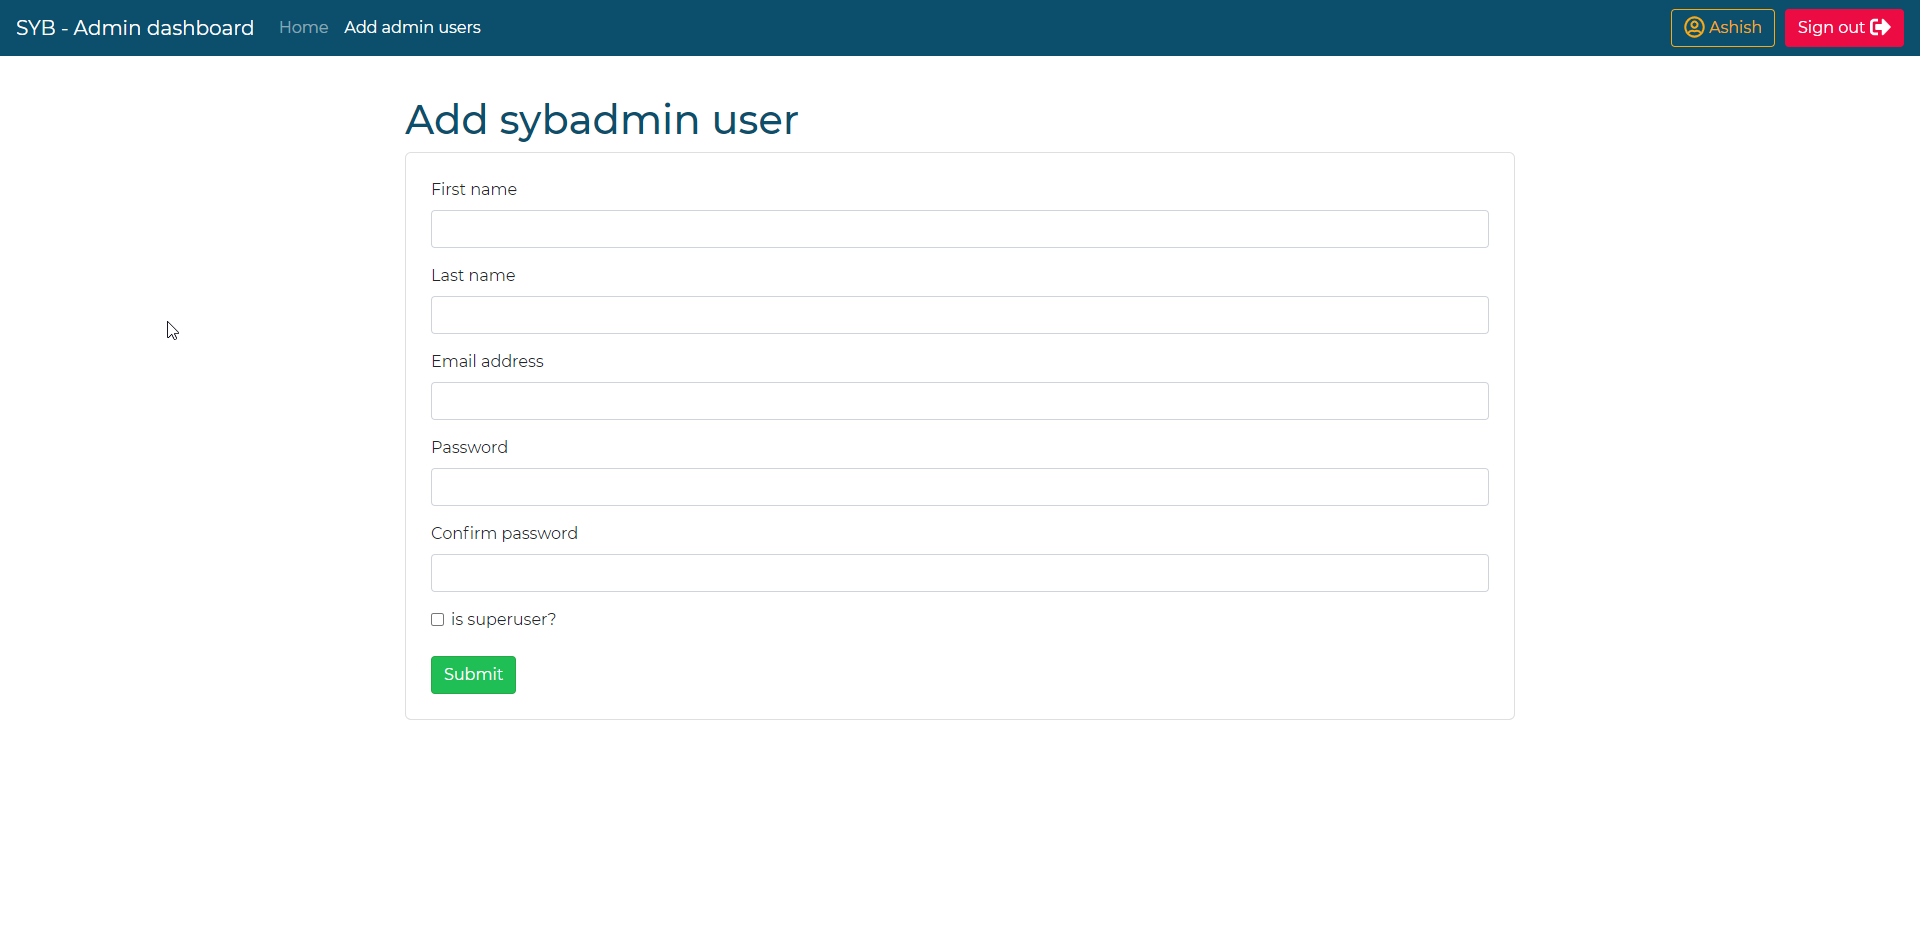 SYB - Admin dashboard Home Add admin users Ashish Sign out
Add sybadmin user
First name
Last name
Email address
Password
Confirm password
is superuser?
Submit